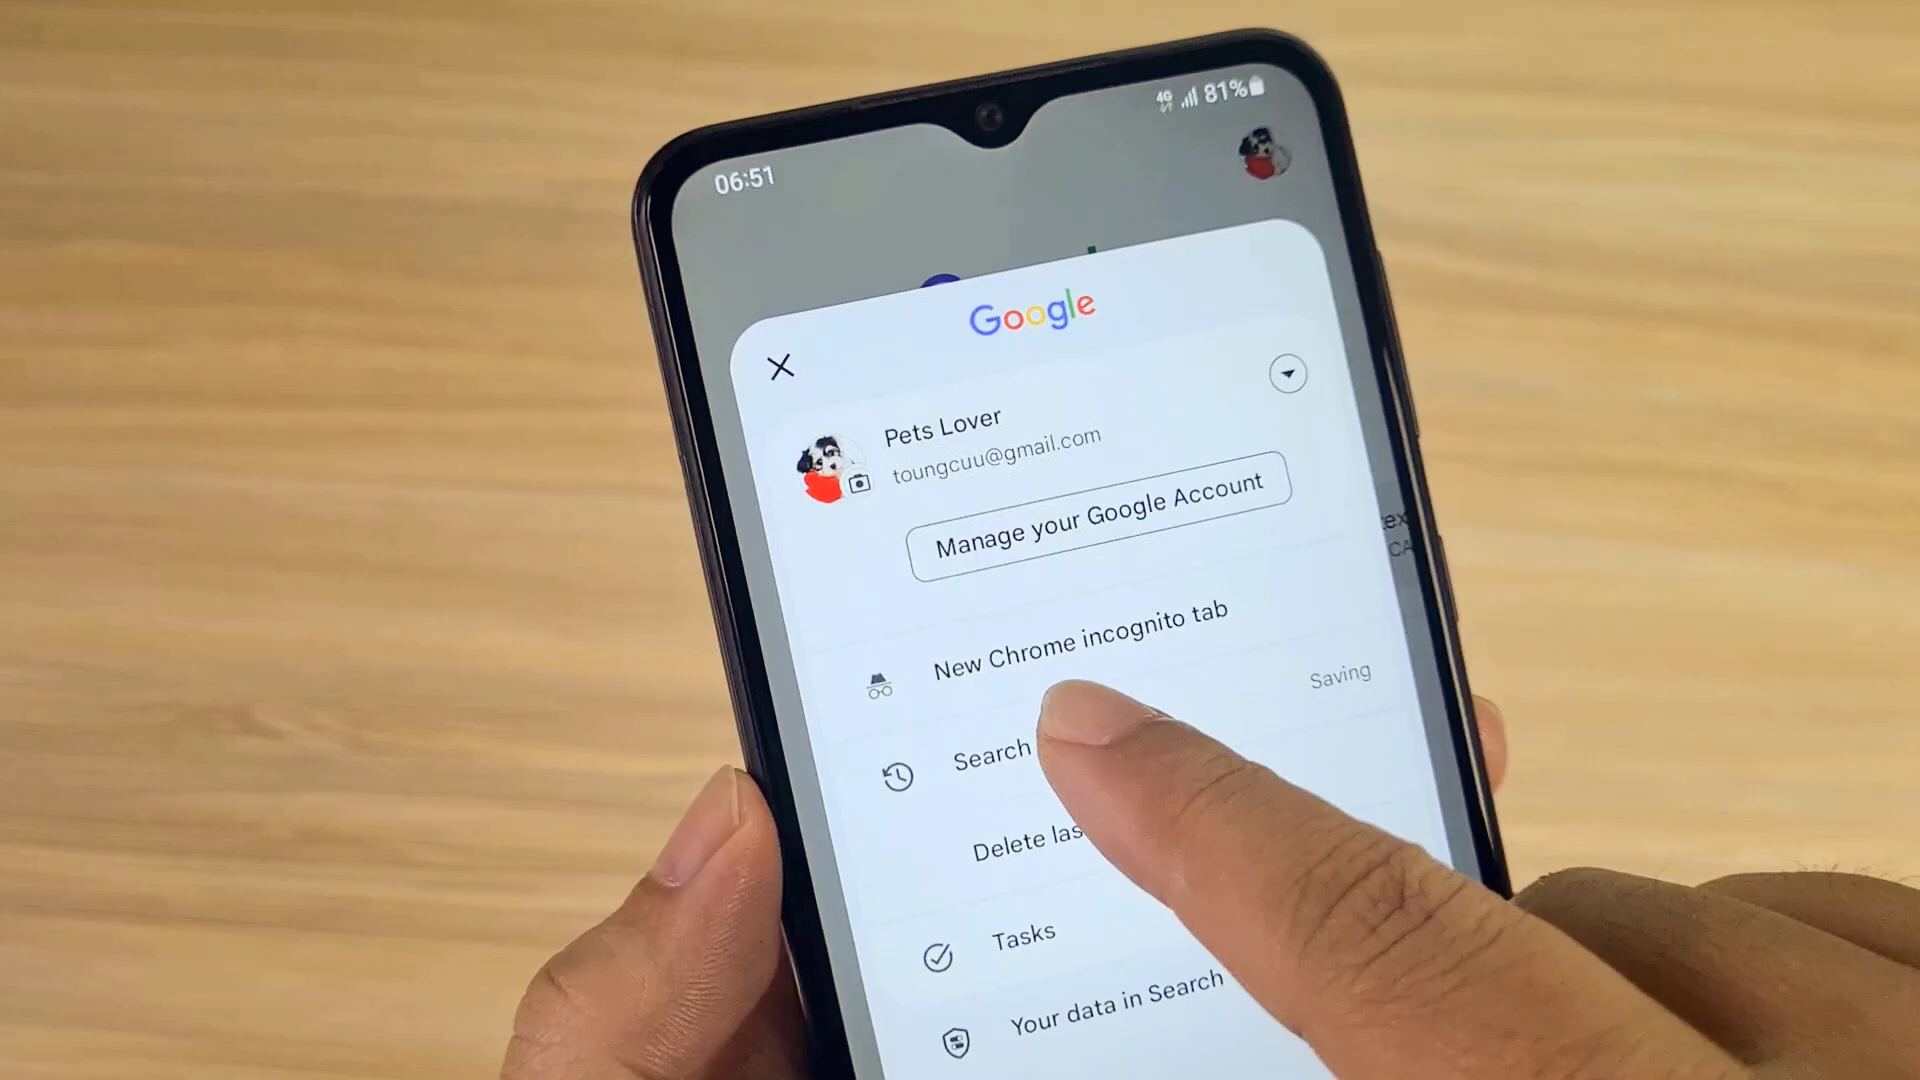 4G 81%
06:51
Google
Pets Lover
toungcuu@gmail.com
Manage your Google Account
New Chrome incognito tab
Saving
Search
Delete las
Tasks
Your data in Search